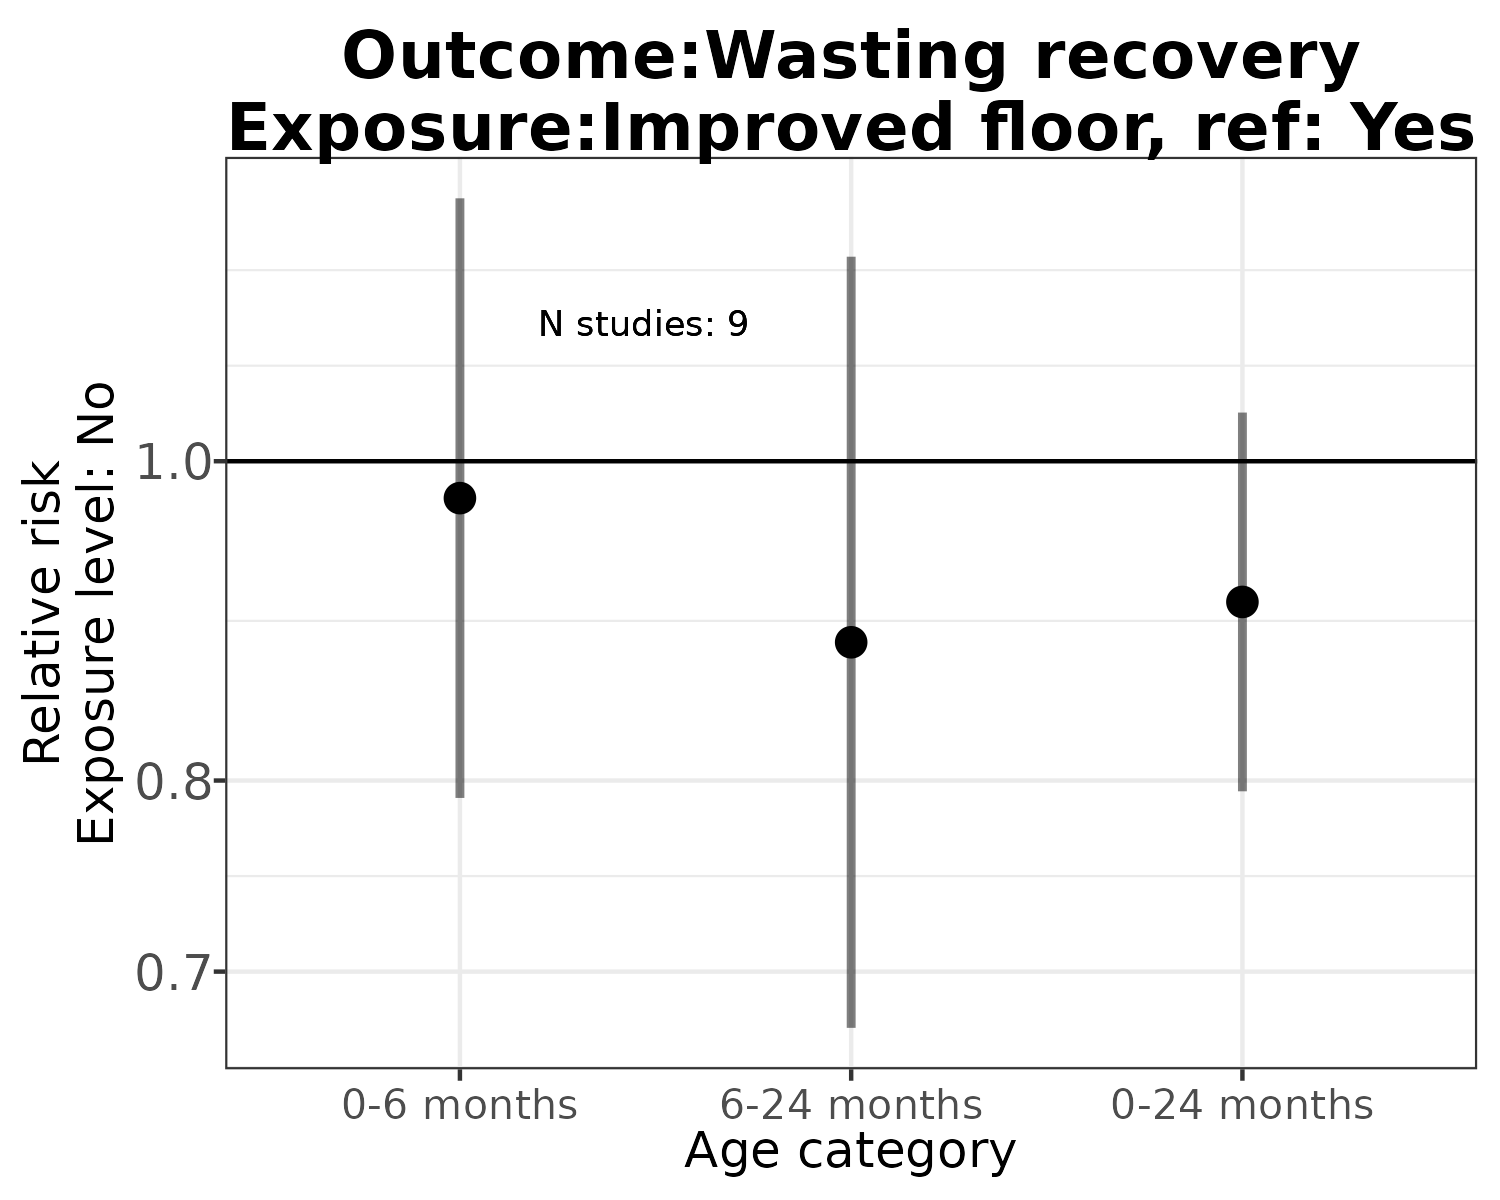 Outcome:Wasting recovery
Exposure:Improved floor, ref: Yes
N studies: 9
Relative risk
Exposure level: No
1.0
0.8
0.7
0-6 months
6-24 months
0-24 months
Age category